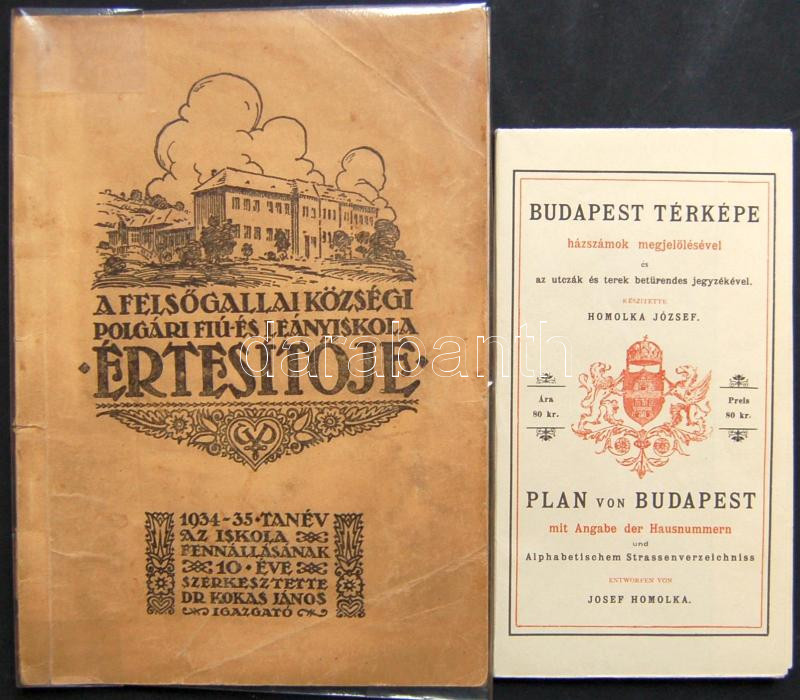 A FELSŐGALLAI KÖZSÉGI
POLGÁRI FIÚ-ÉS LEÁNYISKOLA
·ÉRTESÍTŐJE·
1934-35·TANÉV
AZ ISKOLA
FENNÁLLÁSÁNAK
10·ÉVE
SZERKESZTETTE
DR KOKAS JÁNOS
IGAZGATÓ
BUDAPEST TÉRKÉPE
házszámok megjelölésével
és
az utczák és terek betürendes jegyzékével.
KÉSZITETTE
HOMOLKA JÓZSEF.
Ára
80 kr.
Preis
80 kr.
PLAN VON BUDAPEST
mit Angabe der Hausnummern
und
Alphabetischem Strassenverzeichniss
ENTWORFEN VON
JOSEF HOMOLKA.
darabanth